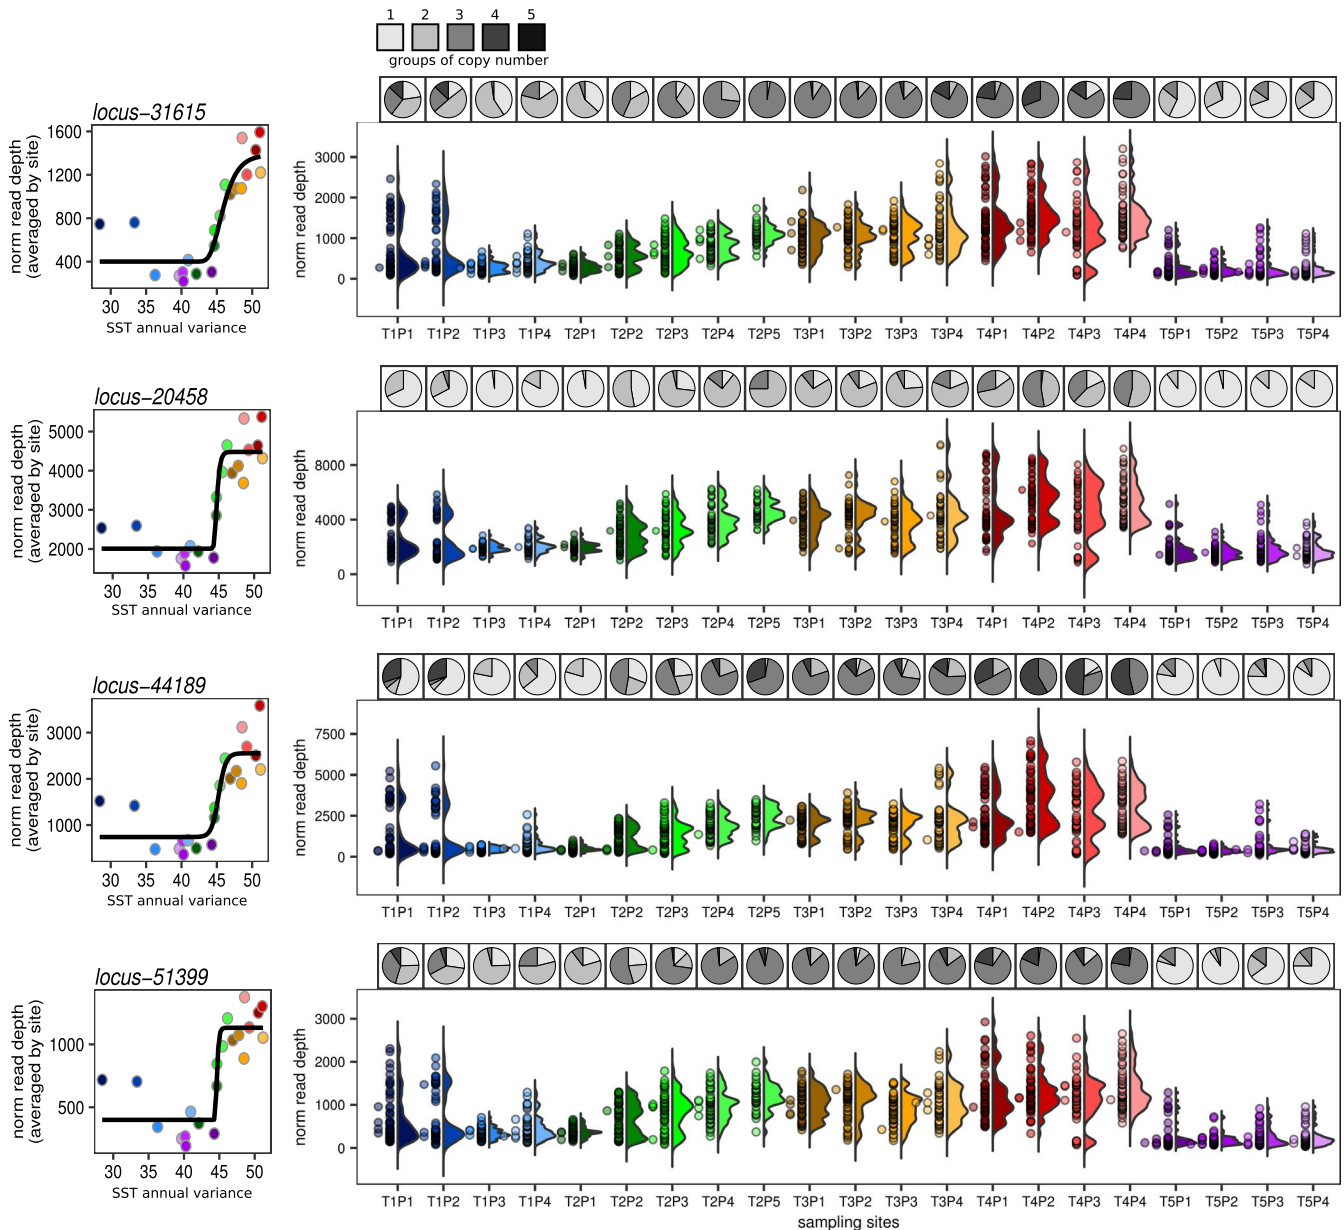 1 2 3 4 5
groups of copy number
locus−31615
norm read depth
(averaged by site)
1600
1200
800
400
30 35 40 45 50
SST annual variance
norm read depth
3000
2000
1000
0
T1P1 T1P2 T1P3 T1P4 T2P1 T2P2 T2P3 T2P4 T2P5 T3P1 T3P2 T3P3 T3P4 T4P1 T4P2 T4P3 T4P4 T5P1 T5P2 T5P3 T5P4
locus−20458
norm read depth
(averaged by site)
5000
4000
3000
2000
30 35 40 45 50
SST annual variance
norm read depth
8000
4000
0
T1P1 T1P2 T1P3 T1P4 T2P1 T2P2 T2P3 T2P4 T2P5 T3P1 T3P2 T3P3 T3P4 T4P1 T4P2 T4P3 T4P4 T5P1 T5P2 T5P3 T5P4
locus−44189
norm read depth
(averaged by site)
3000
2000
1000
30 35 40 45 50
SST annual variance
norm read depth
7500
5000
2500
0
T1P1 T1P2 T1P3 T1P4 T2P1 T2P2 T2P3 T2P4 T2P5 T3P1 T3P2 T3P3 T3P4 T4P1 T4P2 T4P3 T4P4 T5P1 T5P2 T5P3 T5P4
locus−51399
norm read depth
(averaged by site)
1000
500
30 35 40 45 50
SST annual variance
norm read depth
3000
2000
1000
0
T1P1 T1P2 T1P3 T1P4 T2P1 T2P2 T2P3 T2P4 T2P5 T3P1 T3P2 T3P3 T3P4 T4P1 T4P2 T4P3 T4P4 T5P1 T5P2 T5P3 T5P4
sampling sites